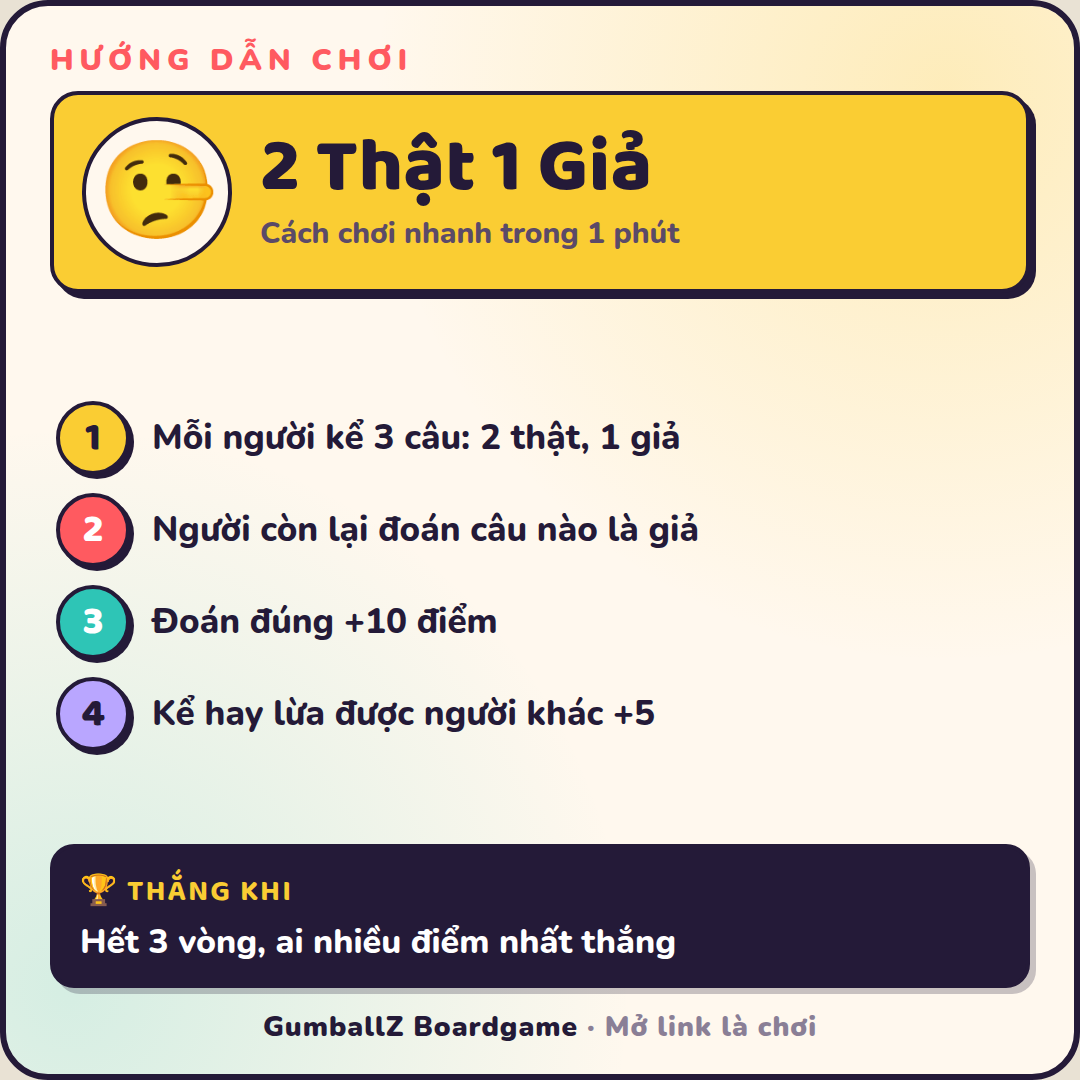 HƯỚNG DẪN CHƠI
2 Thật 1 Giả
Cách chơi nhanh trong 1 phút
1 Mỗi người kể 3 câu: 2 thật, 1 giả
2 Người còn lại đoán câu nào là giả
3 Đoán đúng +10 điểm
4 Kể hay lừa được người khác +5
🏆 THẮNG KHI
Hết 3 vòng, ai nhiều điểm nhất thắng
GumballZ Boardgame · Mở link là chơi